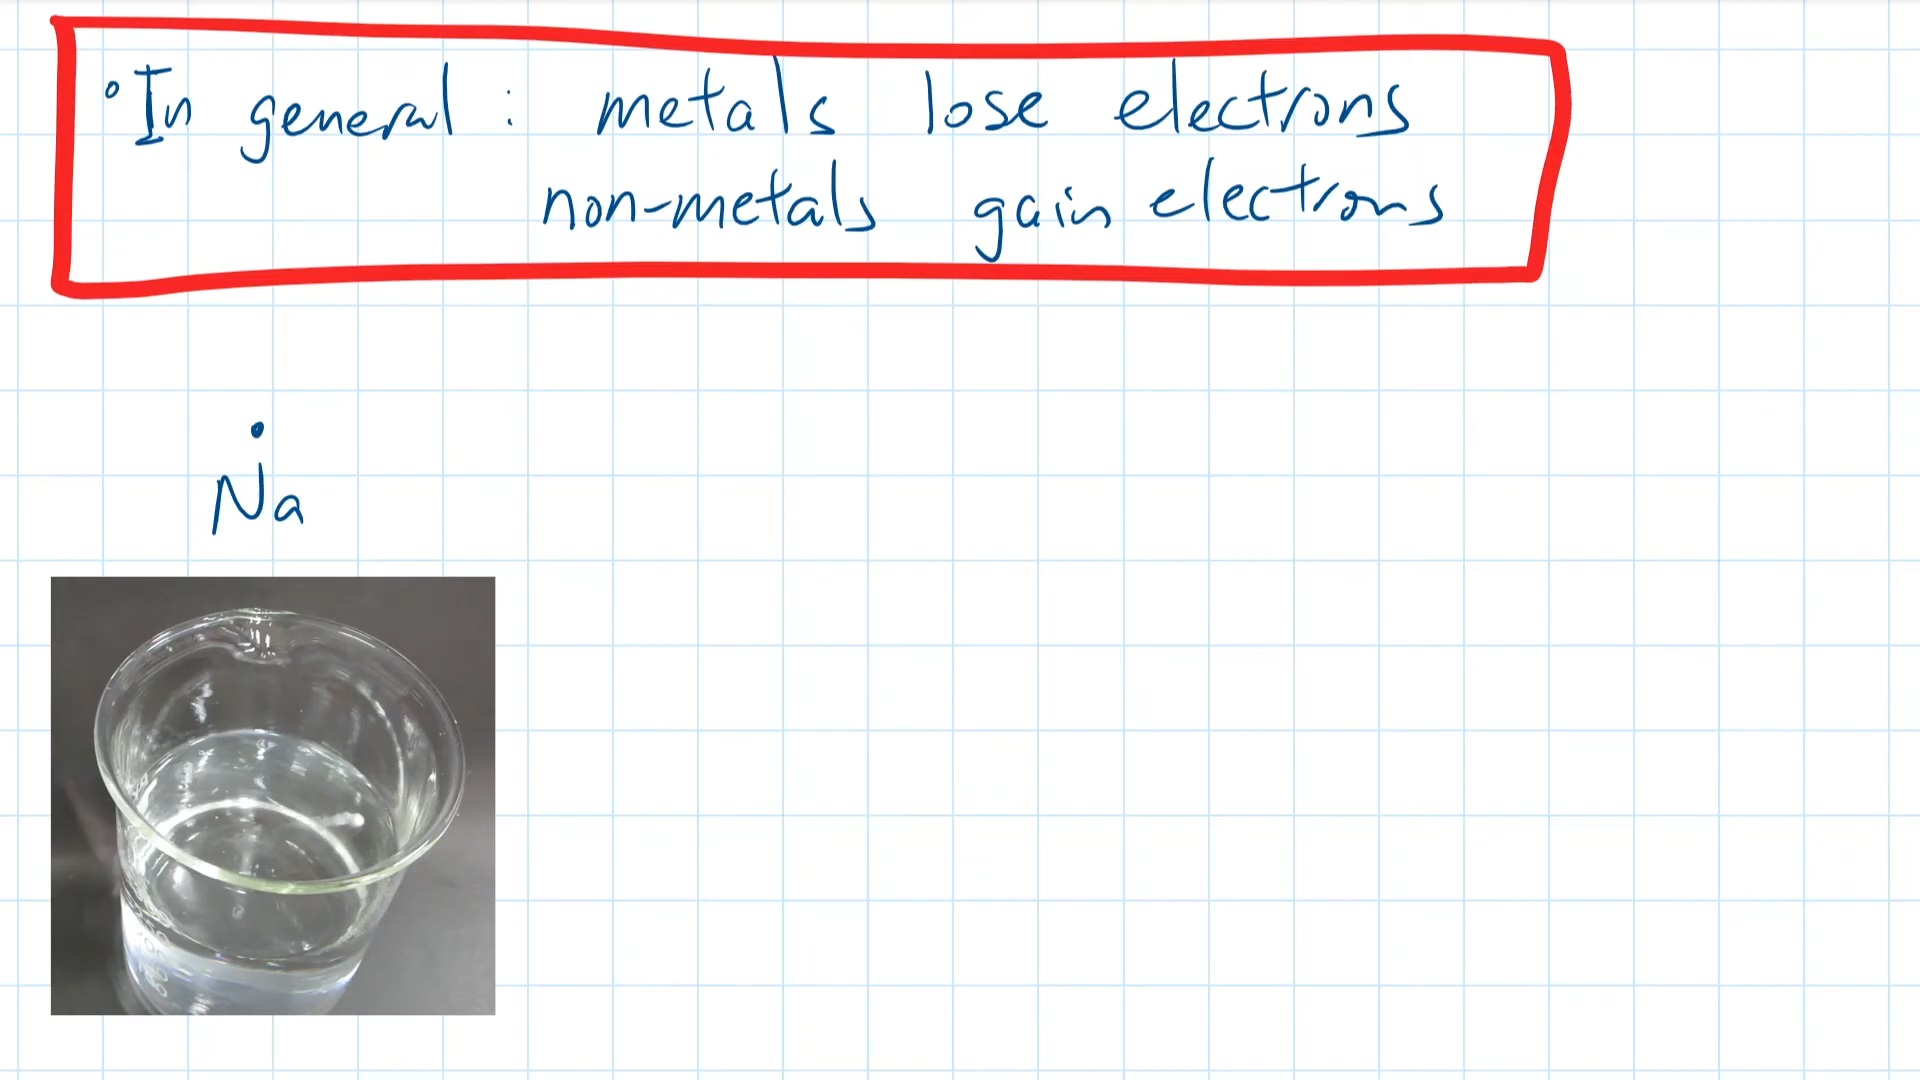 In general : metals lose electrons
non-metals gain electrons
Na